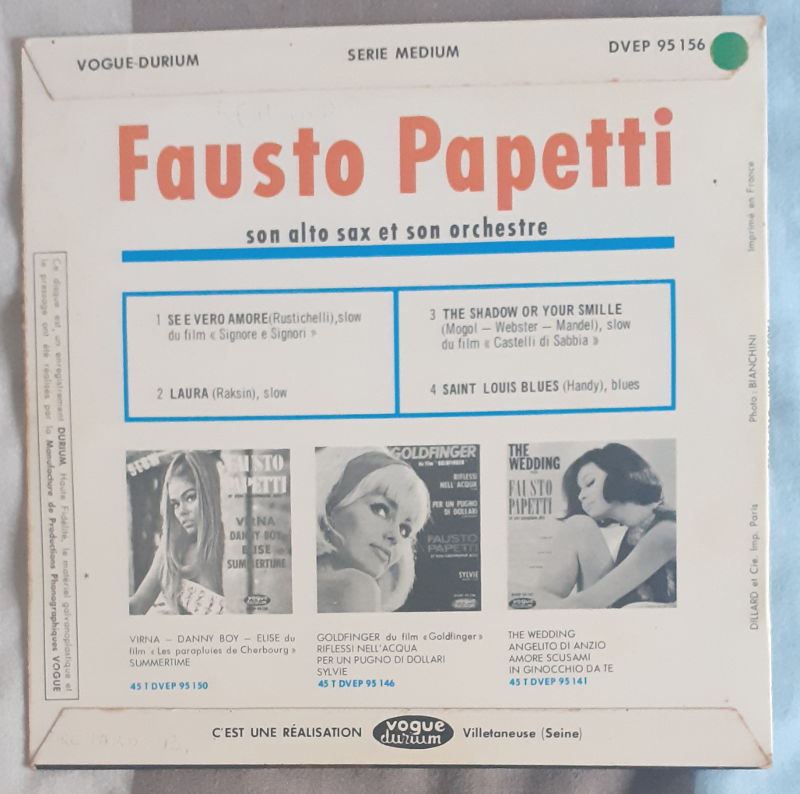 VOGUE-DURIUM
SERIE MEDIUM
DVEP 95156
Fausto Papetti
son alto sax et son orchestre
1 SE E VERO AMORE (Rustichelli), slow
du film « Signore e Signori »
2 LAURA (Raksin), slow
3 THE SHADOW OR YOUR SMILLE
(Mogol — Webster — Mandel), slow
du film « Castelli di Sabbia »
4 SAINT LOUIS BLUES (Handy), blues
FAUSTO
PAPETTI
VIRNA
DANNY BOY
ELISE
SUMMERTIME
GOLDFINGER
RIFLESSI
NELL'ACQUA
PER UN PUGNO
DI DOLLARI
FAUSTO
PAPETTI
SYLVIE
THE
WEDDING
FAUSTO
PAPETTI
VIRNA — DANNY BOY — ELISE du
film « Les parapluies de Cherbourg »
SUMMERTIME
45 T DVEP 95150
GOLDFINGER du film «Goldfinger»
RIFLESSI NELL'ACQUA
PER UN PUGNO DI DOLLARI
SYLVIE
45 T DVEP 95 146
THE WEDDING
ANGELITO DI ANZIO
AMORE SCUSAMI
IN GINOCCHIO DA TE
45 T DVEP 95 141
C'EST UNE RÉALISATION vogue durium Villetaneuse (Seine)
Ce disque est un enregistrement DURIUM Haute Fidélité, le matériel galvanoplastique et
le pressage ont été réalisés par la Manufacture de Productions Phonographiques VOGUE
Imprimé en France
Photo : BIANCHINI
DILLARD et Cie. Imp. Paris